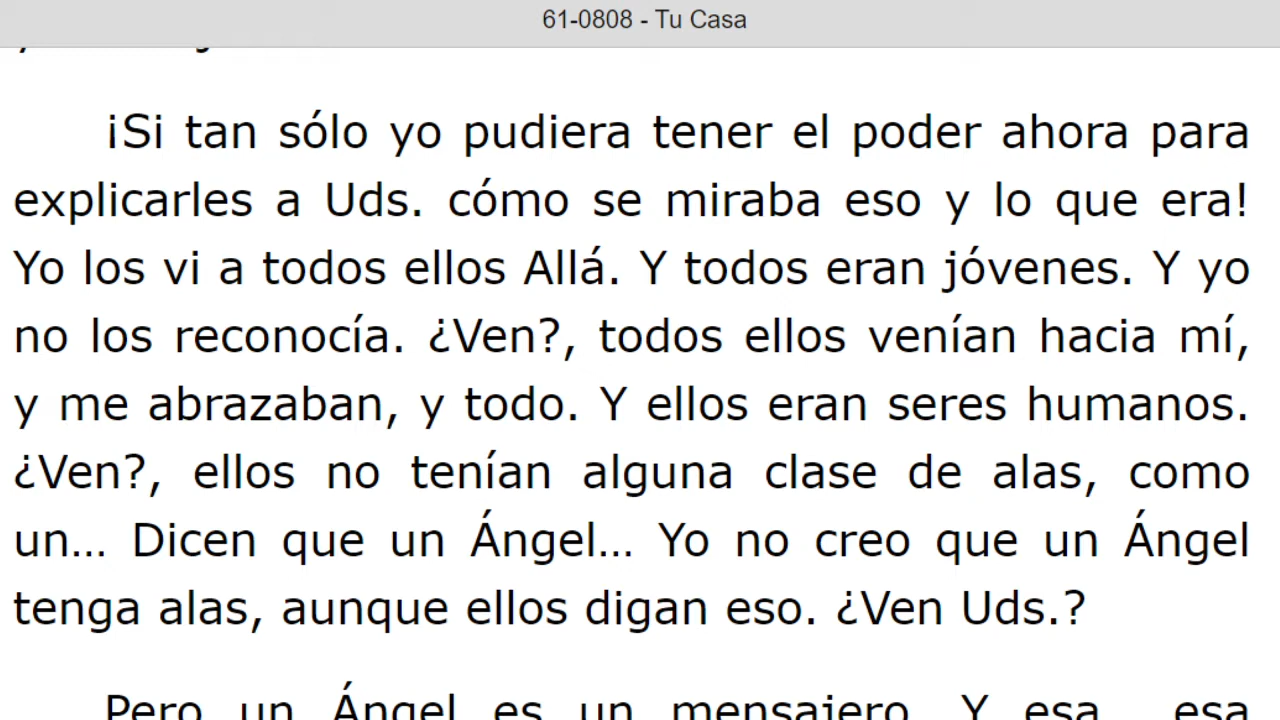 61-0808 - Tu Casa
¡Si tan sólo yo pudiera tener el poder ahora para
explicarles a Uds. cómo se miraba eso y lo que era!
Yo los vi a todos ellos Allá. Y todos eran jóvenes. Y yo
no los reconocía. ¿Ven?, todos ellos venían hacia mí,
y me abrazaban, y todo. Y ellos eran seres humanos.
¿Ven?, ellos no tenían alguna clase de alas, como
un… Dicen que un Ángel… Yo no creo que un Ángel
tenga alas, aunque ellos digan eso. ¿Ven Uds.?
Pero un Ángel es un mensajero. Y esa… esa